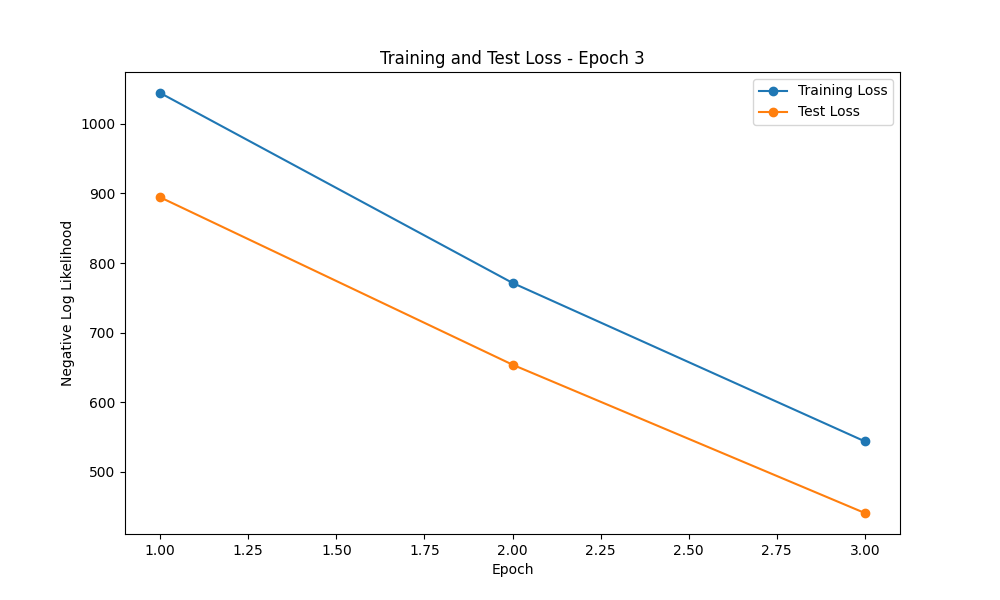 Training and Test Loss - Epoch 3
Training Loss
Test Loss
Negative Log Likelihood
1000
900
800
700
600
500
1.00 1.25 1.50 1.75 2.00 2.25 2.50 2.75 3.00
Epoch